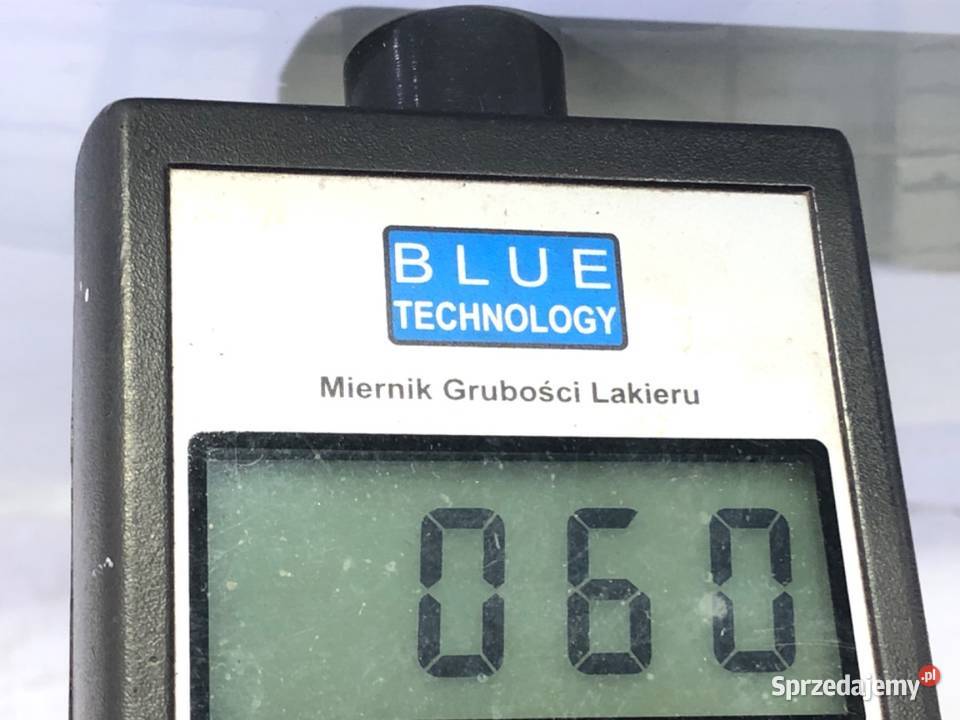 BLUE
TECHNOLOGY
Miernik Grubości Lakieru
060
Sprzedajemy.pl